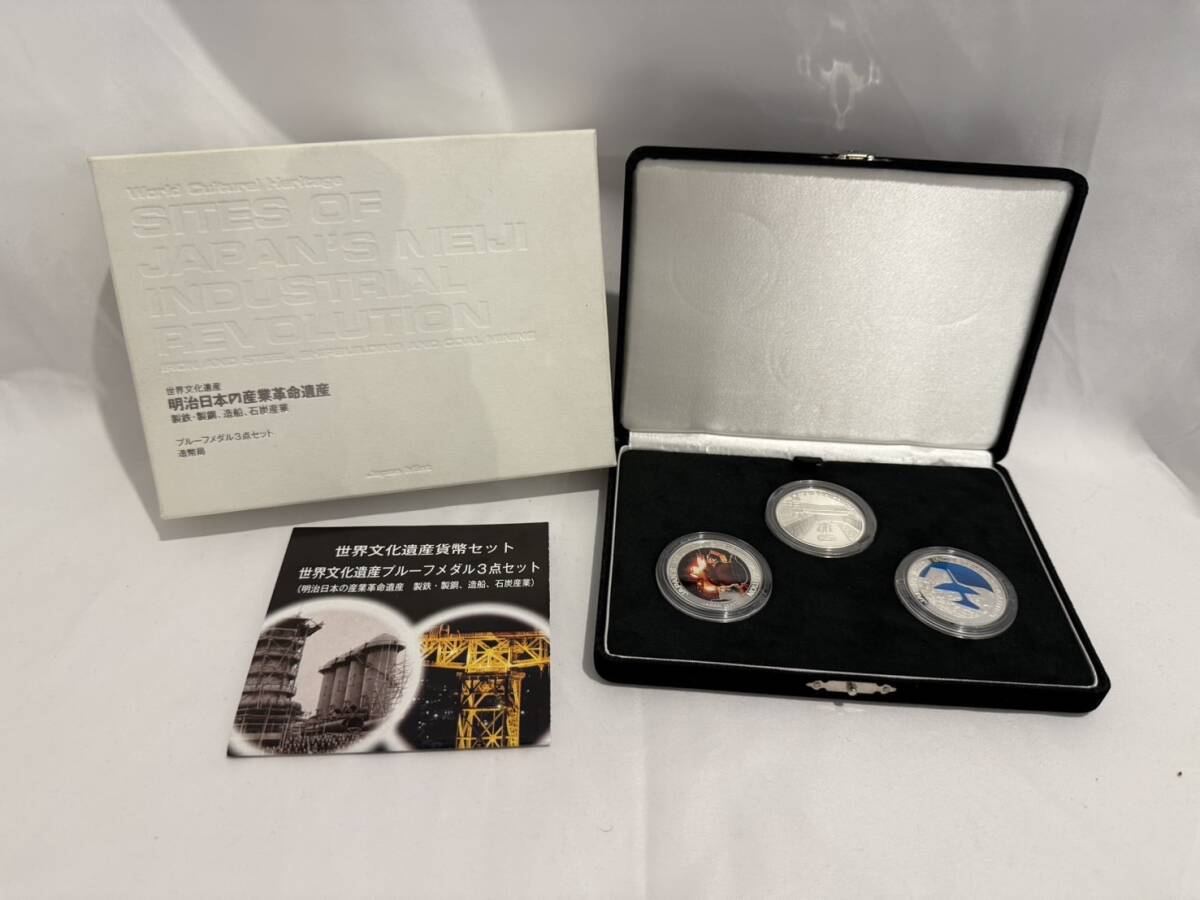 World Cultural Heritage
SITES OF
JAPAN'S MEIJI
INDUSTRIAL
REVOLUTION
IRON AND STEEL, SHIPBUILDING AND COAL MINING
世界文化遺産
明治日本の産業革命遺産
製鉄・製鋼、造船、石炭産業
プルーフメダル3点セット
造幣局
Japan Mint
世界文化遺産貨幣セット
世界文化遺産プルーフメダル3点セット
(明治日本の産業革命遺産 製鉄・製鋼、造船、石炭産業)